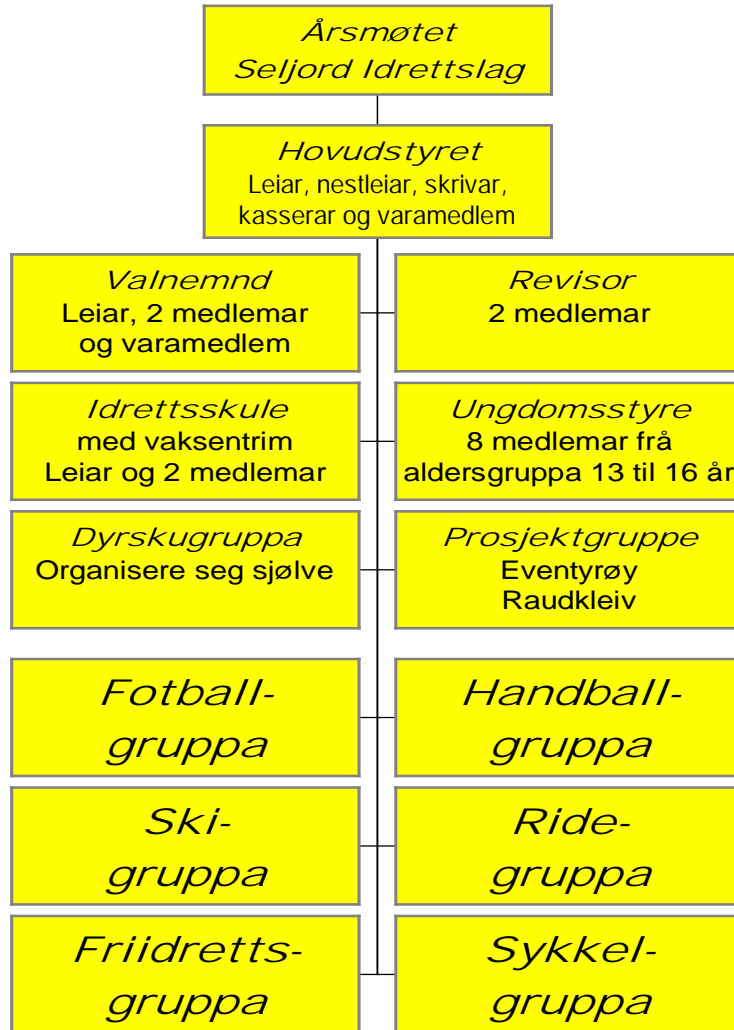 Årsmøtet
Seljord Idrettslag
Hovudstyret
Leiar, nestleiar, skrivar,
kasserar og varamedlem
Valnemnd
Leiar, 2 medlemar
og varamedlem
Revisor
2 medlemar
Idrettsskule
med vaksentrim
Leiar og 2 medlemar
Ungdomsstyre
8 medlemar frå
aldersgruppa 13 til 16 år
Dyrskugruppa
Organisere seg sjølve
Prosjektgruppe
Eventyrøy
Raudkleiv
Fotball-
gruppa
Handball-
gruppa
Ski-
gruppa
Ride-
gruppa
Friidretts-
gruppa
Sykkel-
gruppa